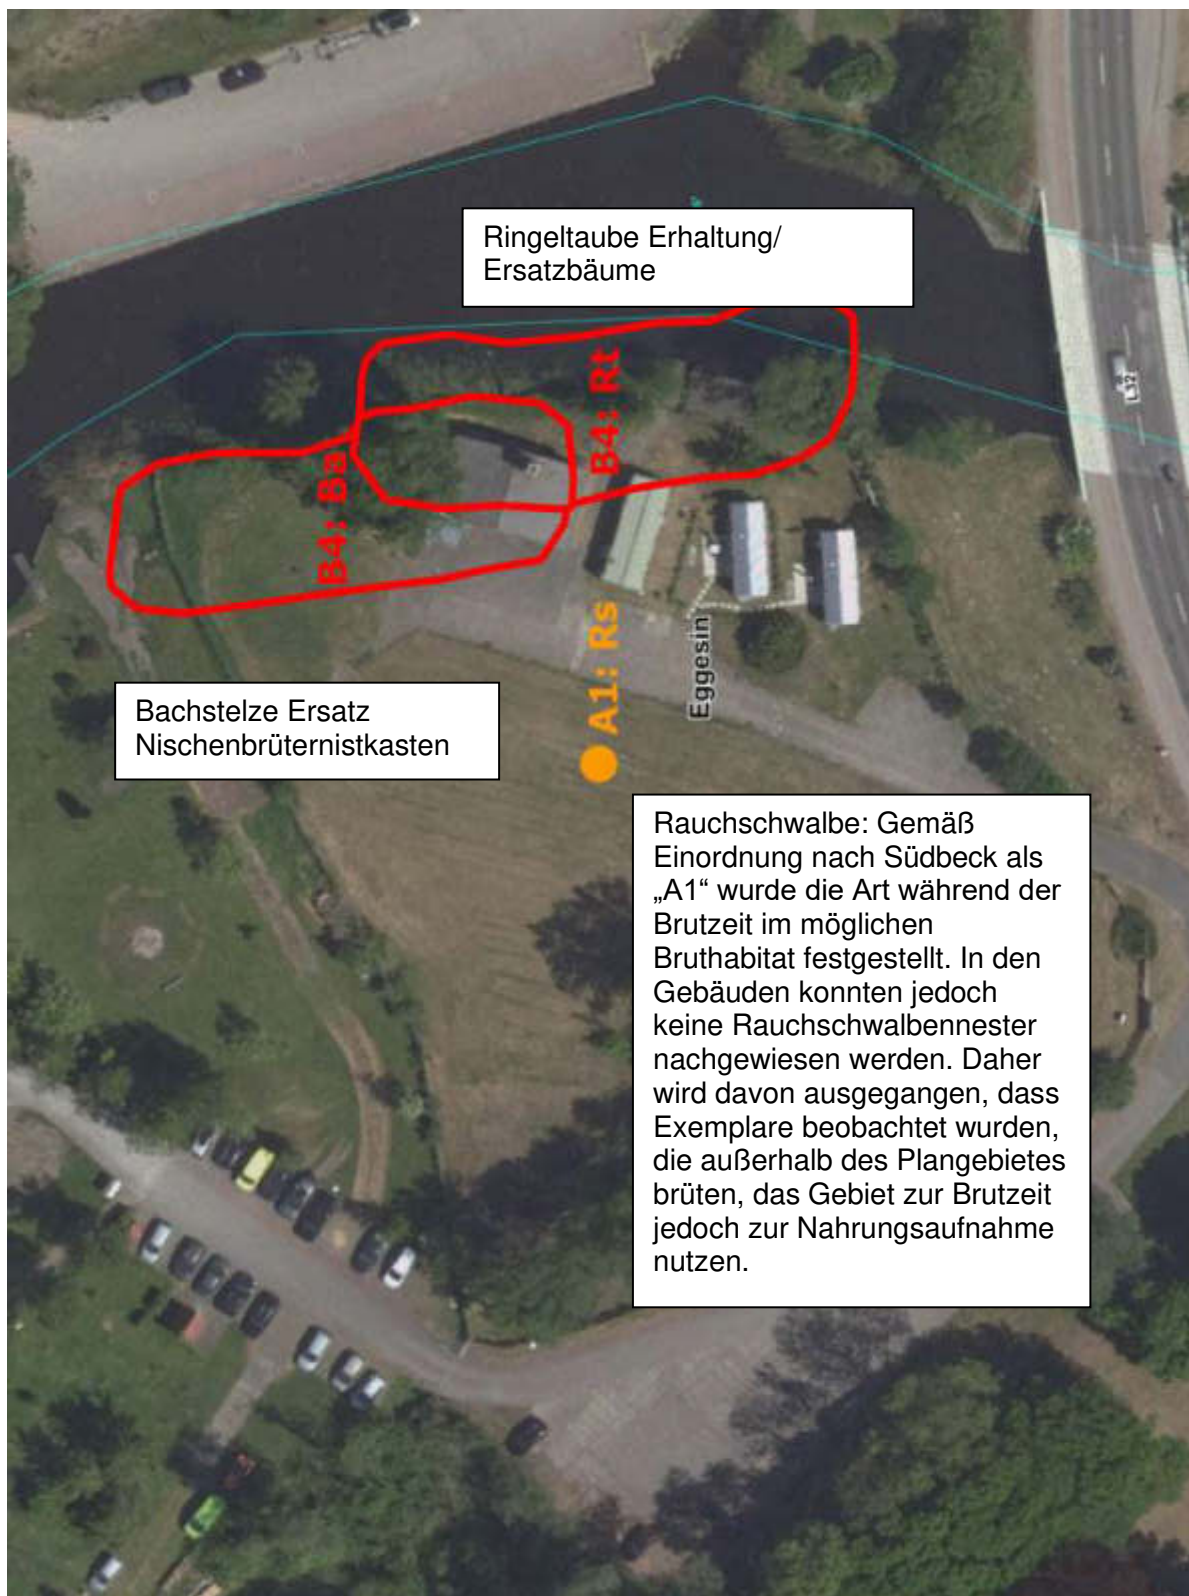 Ringeltaube Erhaltung/
Ersatzbäume
B4: Rt
B4: Ba
A1: Rs
Eggesin
Bachstelze Ersatz
Nischenbrüternistkasten
Rauchschwalbe: Gemäß
Einordnung nach Südbeck als
„A1“ wurde die Art während der
Brutzeit im möglichen
Bruthabitat festgestellt. In den
Gebäuden konnten jedoch
keine Rauchschwalbennester
nachgewiesen werden. Daher
wird davon ausgegangen, dass
Exemplare beobachtet wurden,
die außerhalb des Plangebietes
brüten, das Gebiet zur Brutzeit
jedoch zur Nahrungsaufnahme
nutzen.